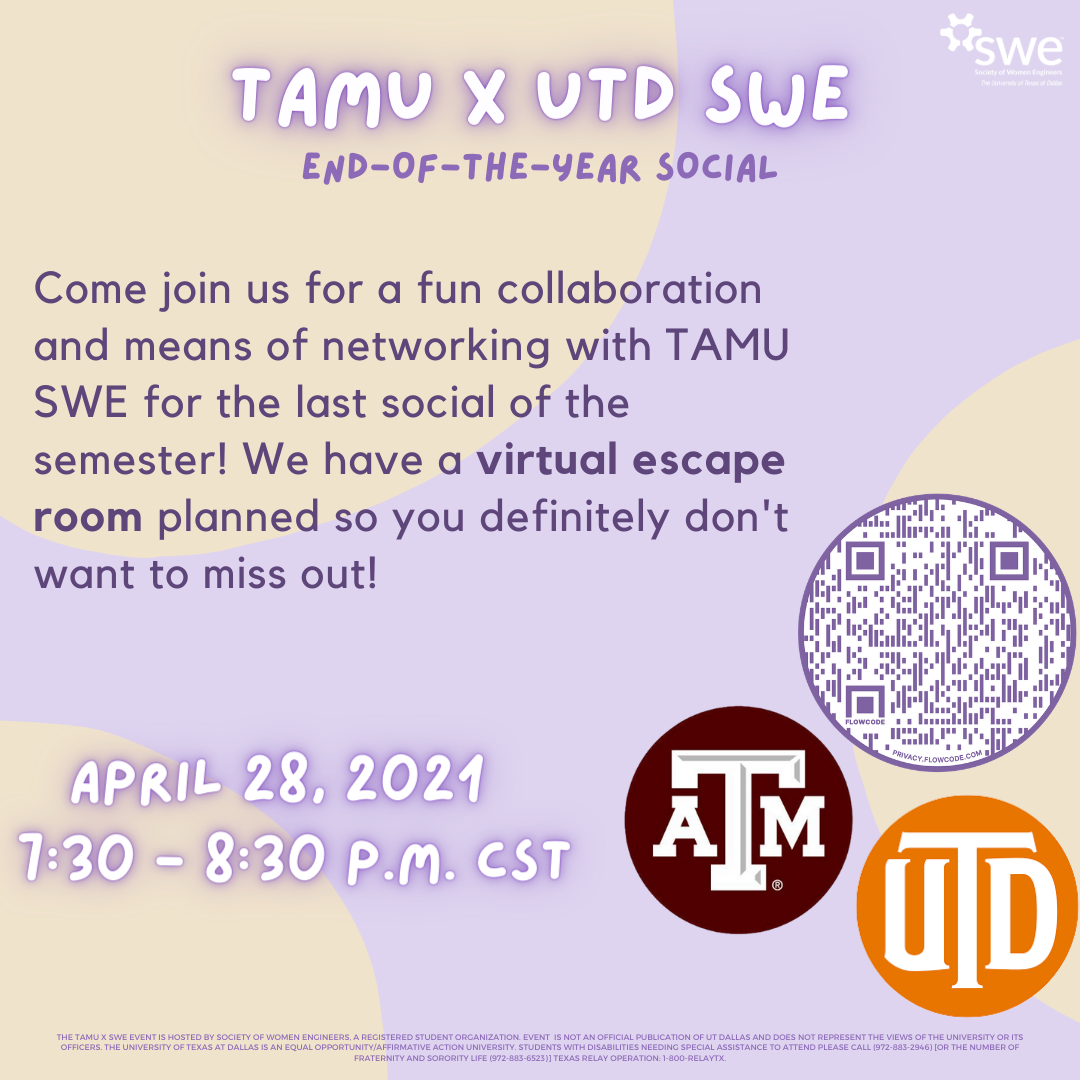 swe
Society of Women Engineers
The University of Texas at Dallas
TAMU X UTD SWE
END-OF-THE-YEAR SOCIAL
Come join us for a fun collaboration
and means of networking with TAMU
SWE for the last social of the
semester! We have a virtual escape
room planned so you definitely don't
want to miss out!
FLOWCODE
PRIVACY.FLOWCODE.COM
APRIL 28, 2021
7:30 – 8:30 P.M. CST
ATM
®
UTD
THE TAMU X SWE EVENT IS HOSTED BY SOCIETY OF WOMEN ENGINEERS, A REGISTERED STUDENT ORGANIZATION. EVENT IS NOT AN OFFICIAL PUBLICATION OF UT DALLAS AND DOES NOT REPRESENT THE VIEWS OF THE UNIVERSITY OR ITS
OFFICERS. THE UNIVERSITY OF TEXAS AT DALLAS IS AN EQUAL OPPORTUNITY/AFFIRMATIVE ACTION UNIVERSITY. STUDENTS WITH DISABILITIES NEEDING SPECIAL ASSISTANCE TO ATTEND PLEASE CALL (972-883-2946) [OR THE NUMBER OF
FRATERNITY AND SORORITY LIFE (972-883-6523)] TEXAS RELAY OPERATION: 1-800-RELAYTX.